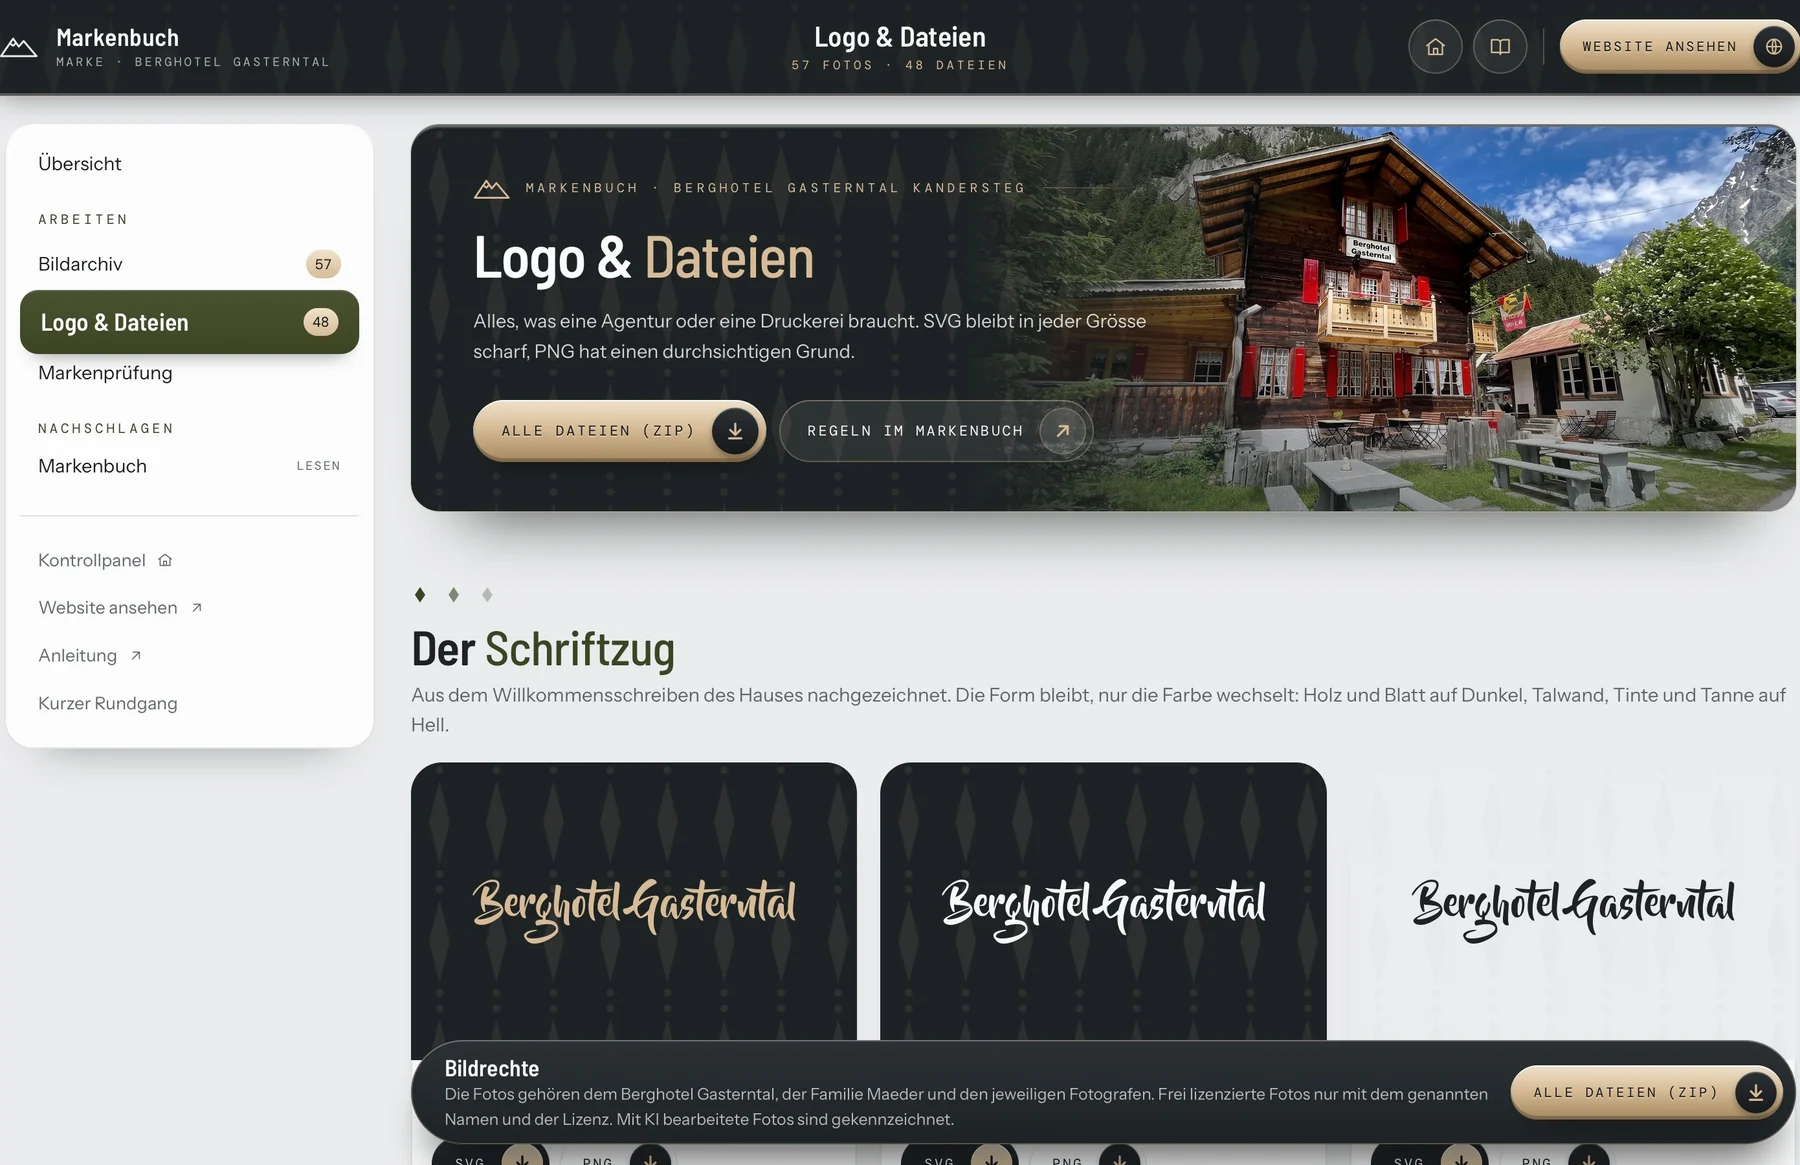 Markenbuch
MARKE · BERGHOTEL GASTERNTAL
Logo & Dateien
57 FOTOS · 48 DATEIEN
WEBSITE ANSEHEN
Übersicht
ARBEITEN
Bildarchiv 57
Logo & Dateien 48
Markenprüfung
NACHSCHLAGEN
Markenbuch LESEN
Kontrollpanel
Website ansehen
Anleitung
Kurzer Rundgang
MARKENBUCH · BERGHOTEL GASTERNTAL KANDERSTEG
Logo & Dateien
Alles, was eine Agentur oder eine Druckerei braucht. SVG bleibt in jeder Grösse
scharf, PNG hat einen durchsichtigen Grund.
ALLE DATEIEN (ZIP)
REGELN IM MARKENBUCH
Berghotel
Gasterntal
Der Schriftzug
Aus dem Willkommensschreiben des Hauses nachgezeichnet. Die Form bleibt, nur die Farbe wechselt: Holz und Blatt auf Dunkel, Talwand, Tinte und Tanne auf
Hell.
Berghotel Gasterntal
Berghotel Gasterntal
Berghotel Gasterntal
Bildrechte
Die Fotos gehören dem Berghotel Gasterntal, der Familie Maeder und den jeweiligen Fotografen. Frei lizenzierte Fotos nur mit dem genannten
Namen und der Lizenz. Mit KI bearbeitete Fotos sind gekennzeichnet.
ALLE DATEIEN (ZIP)
SVG PNG
SVG PNG
SVG PNG